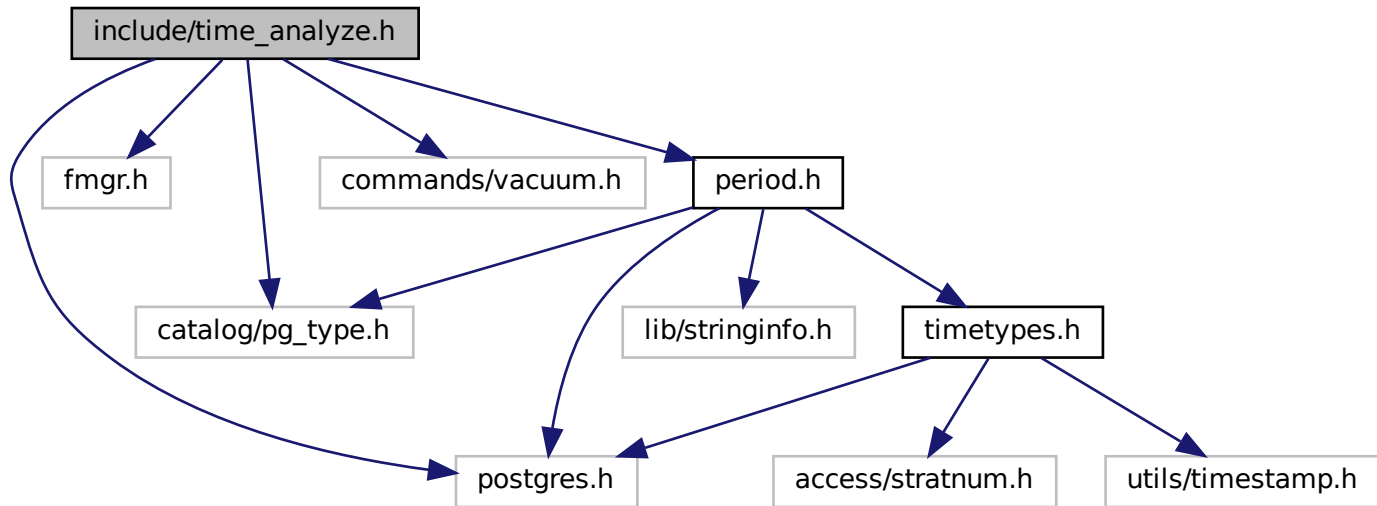 include/time_analyze.h
fmgr.h
commands/vacuum.h
period.h
catalog/pg_type.h
lib/stringinfo.h
timetypes.h
postgres.h
access/stratnum.h
utils/timestamp.h